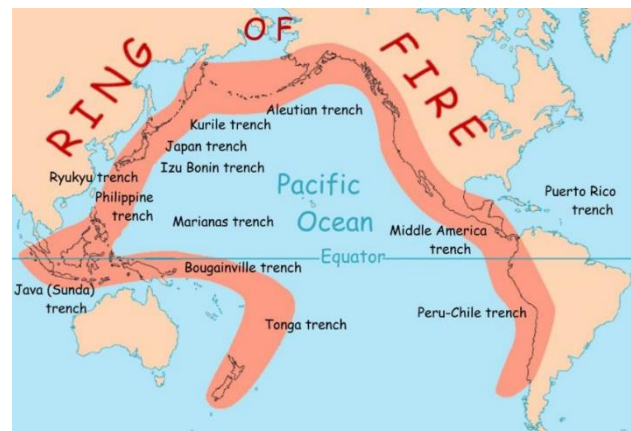 RING OF FIRE
Aleutian trench
Kurile trench
Japan trench
Izu Bonin trench
Ryukyu trench
Philippine
trench
Marianas trench
Pacific
Ocean
Equator
Puerto Rico
trench
Middle America
trench
Bougainville trench
Java (Sunda)
trench
Tonga trench
Peru-Chile trench